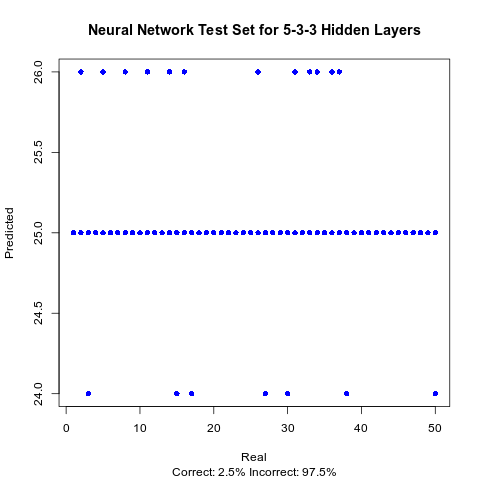 Neural Network Test Set for 5-3-3 Hidden Layers
26.0
25.5
25.0
24.5
24.0
Predicted
0 10 20 30 40 50
Real
Correct: 2.5% Incorrect: 97.5%